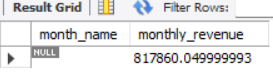 Result Grid Filter Rows:
month_name monthly_revenue
NULL 817860.049999993